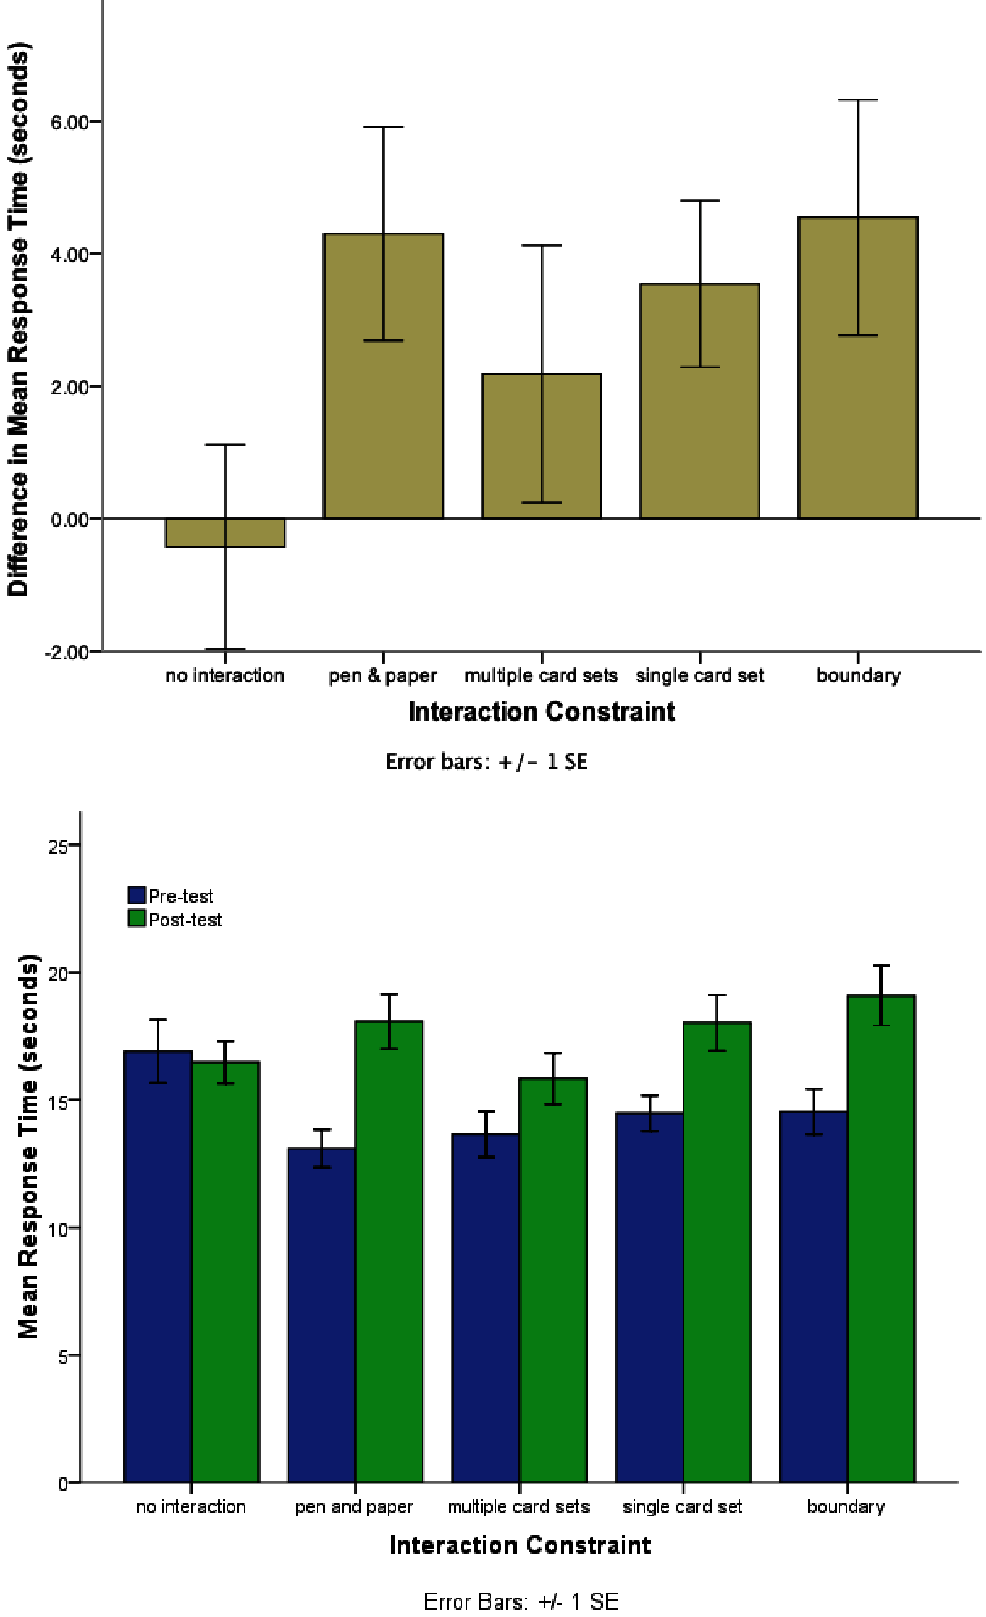 Difference in Mean Response Time (seconds)
6.00
4.00
2.00
0.00
-2.00
no interaction pen & paper multiple card sets single card set boundary
Interaction Constraint
Error bars: +/- 1 SE
Mean Response Time (seconds)
25
20
15
10
5
0
Pre-test
Post-test
no interaction pen and paper multiple card sets single card set boundary
Interaction Constraint
Error Bars: +/- 1 SE